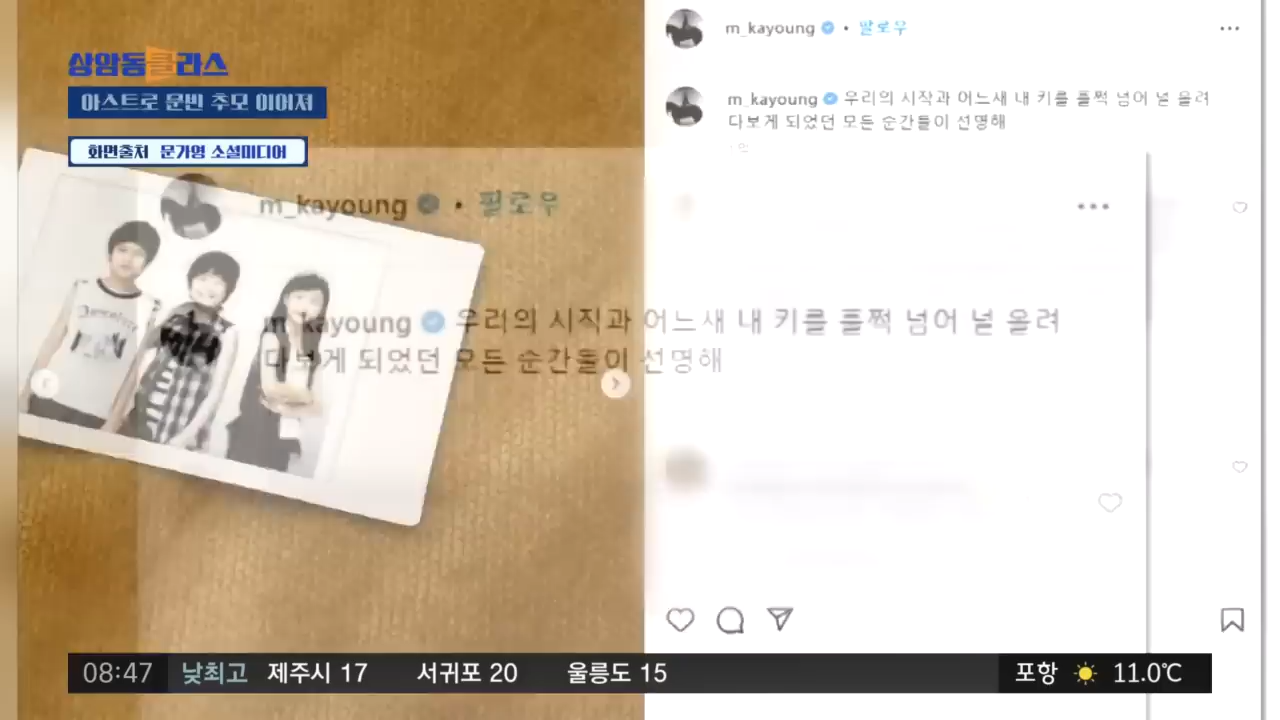 상암동클라스
아스트로 문빈 추모 이어져
화면출처 문가영 소셜미디어
m_kayoung • 팔로우
m_kayoung 우리의 시작과 어느새 내 키를 훌쩍 넘어 널 올려
다보게 되었던 모든 순간들이 선명해
m_kayoung • 팔로우
m_kayoung 우리의 시작과 어느새 내 키를 훌쩍 넘어 널 올려
다보게 되었던 모든 순간들이 선명해
08:47 낮최고 제주시 17 서귀포 20 울릉도 15 포항 11.0℃